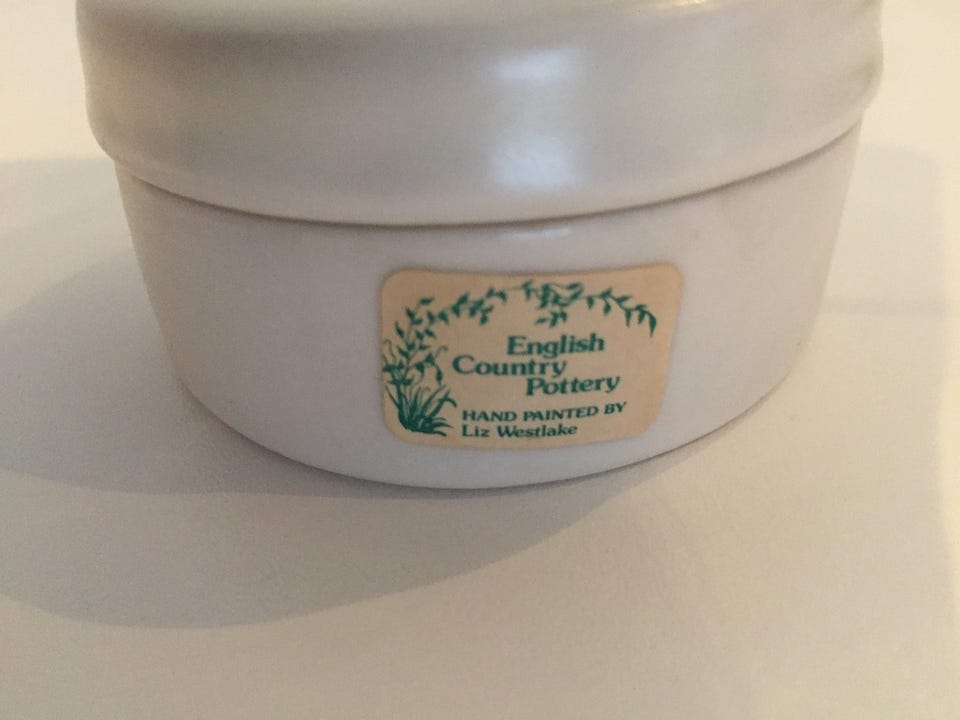 English
Country
Pottery
HAND PAINTED BY
Liz Westlake